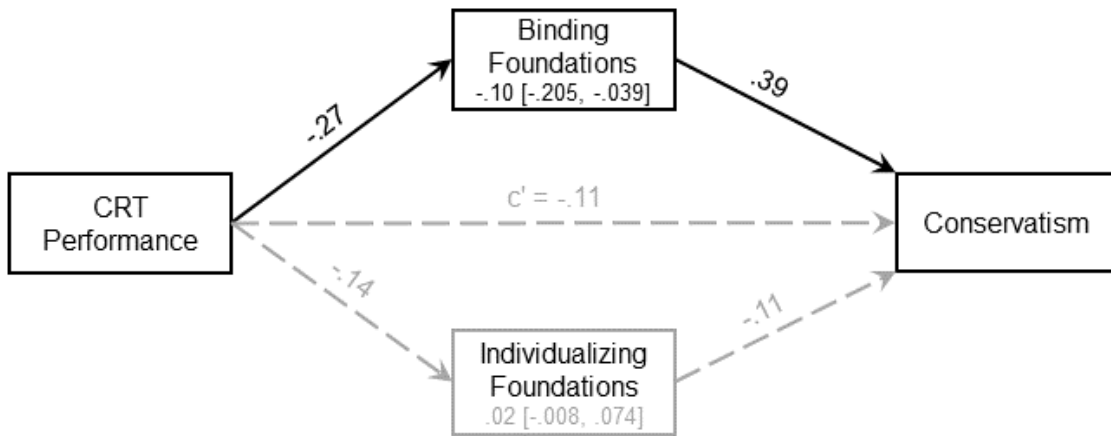 Binding
Foundations
-.10 [-.205, -.039]
-.27
.39
CRT
Performance
c' = -.11
Conservatism
-.14
-.11
Individualizing
Foundations
.02 [-.008, .074]